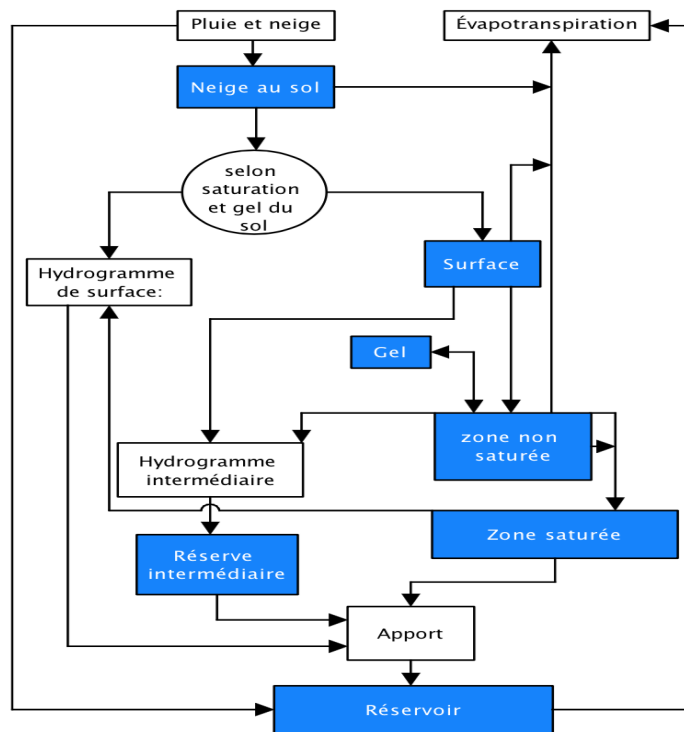 Pluie et neige
Évapotranspiration
Neige au sol
selon
saturation
et gel du
sol
Surface
Hydrogramme
de surface:
Gel
zone non
saturée
Hydrogramme
intermédiaire
Zone saturée
Réserve
intermédiaire
Apport
Réservoir